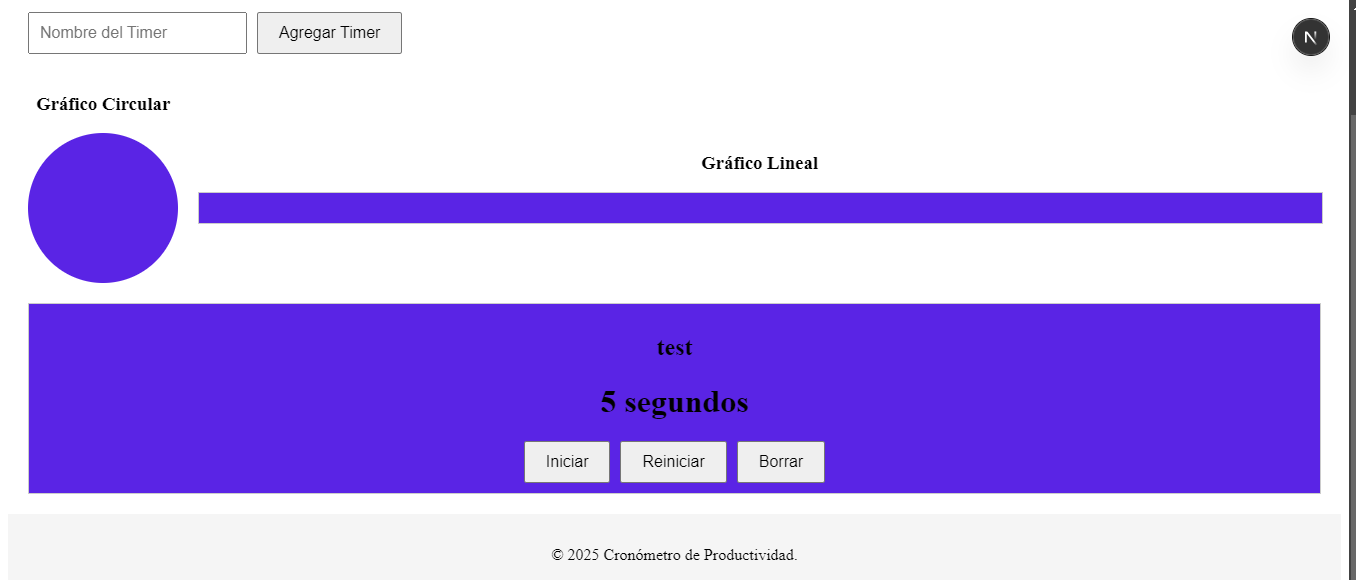 Nombre del Timer
Agregar Timer
N
Gráfico Circular
Gráfico Lineal
test
5 segundos
Iniciar
Reiniciar
Borrar
© 2025 Cronómetro de Productividad.